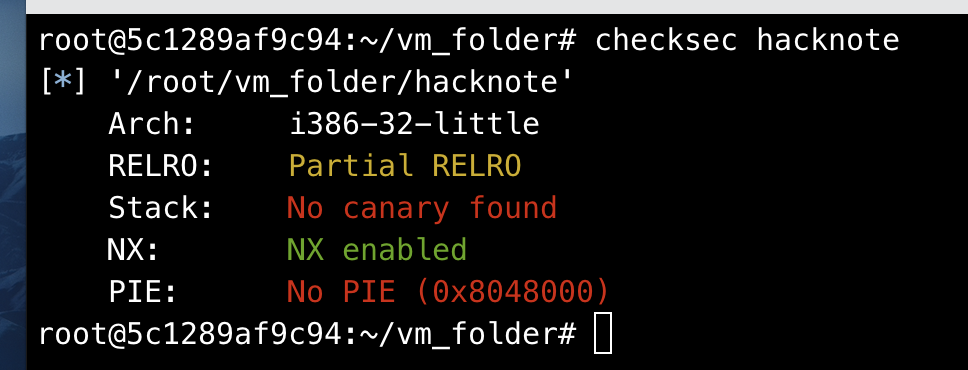 root@5c1289af9c94:~/vm_folder# checksec hacknote
[*] '/root/vm_folder/hacknote'
    Arch:     i386-32-little
    RELRO:    Partial RELRO
    Stack:    No canary found
    NX:       NX enabled
    PIE:      No PIE (0x8048000)
root@5c1289af9c94:~/vm_folder#